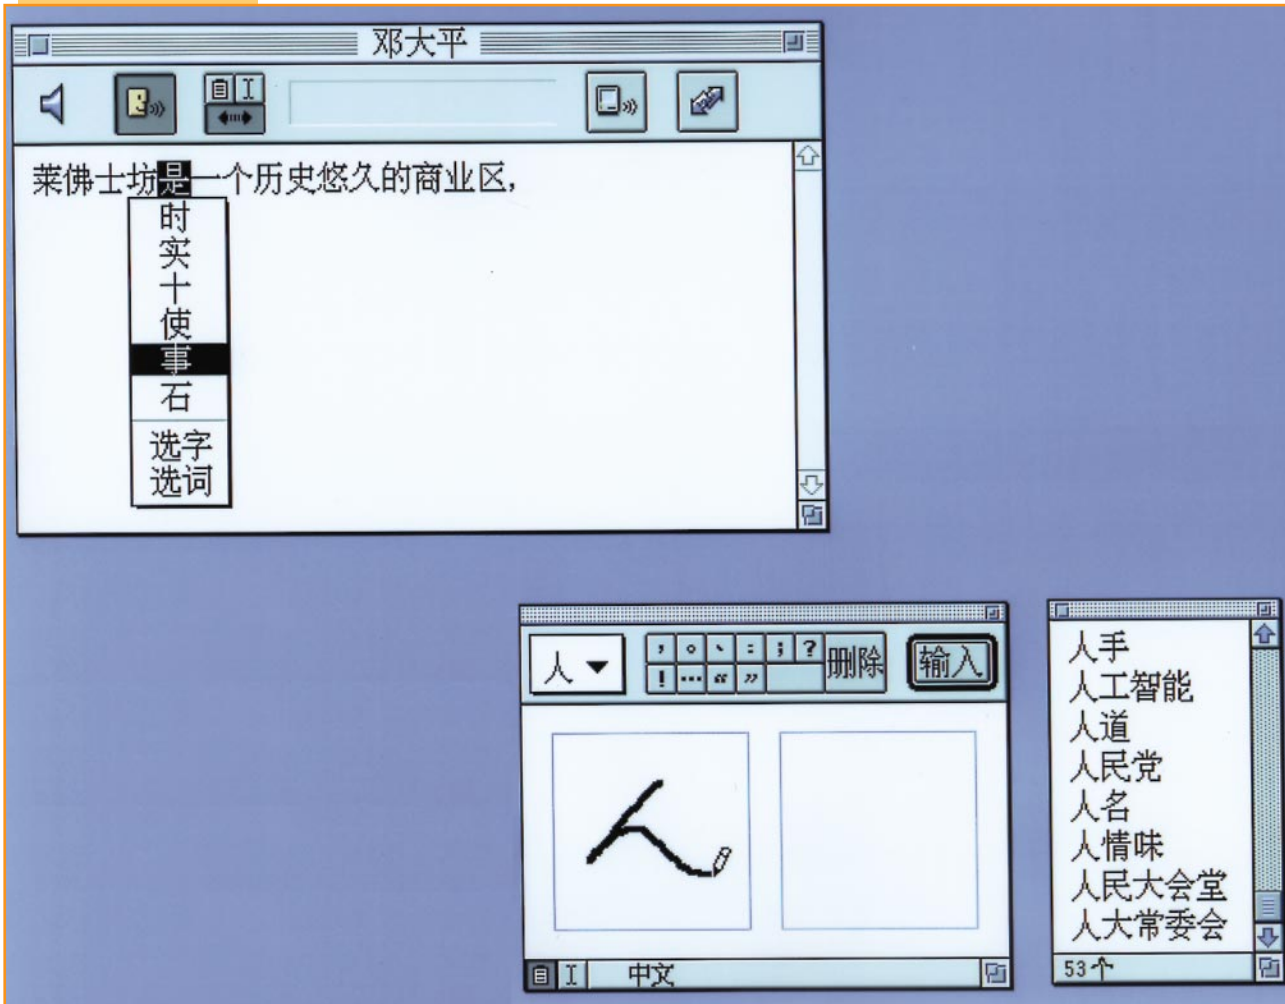 邓大平
莱佛士坊是一个历史悠久的商业区,
时
实
十
使
事
石
选字
选词
人
, 。 、 : ; ?
! … “ ”
删除
输入
中文
人手
人工智能
人道
人民党
人名
人情味
人民大会堂
人大常委会
53个